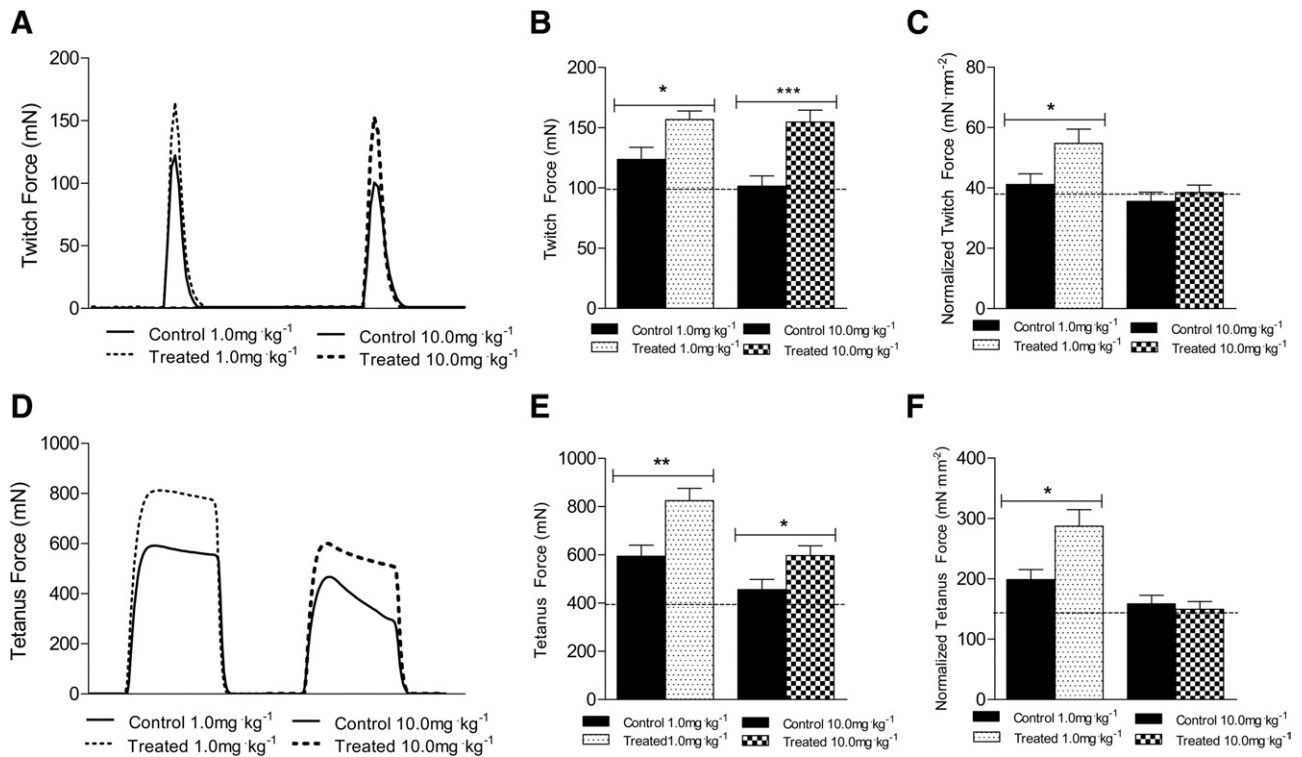 A
Twitch Force (mN)
200
150
100
50
0
Control 1.0mg·kg⁻¹
Control 10.0mg·kg⁻¹
Treated 1.0mg·kg⁻¹
Treated 10.0mg·kg⁻¹
B
Twitch Force (mN)
200
150
100
50
0
*
***
Control 1.0mg·kg⁻¹
Control 10.0mg·kg⁻¹
Treated 1.0mg·kg⁻¹
Treated 10.0mg·kg⁻¹
C
Normalized Twitch Force (mN·mm⁻²)
80
60
40
20
0
*
Control 1.0mg·kg⁻¹
Control 10.0mg·kg⁻¹
Treated 1.0mg·kg⁻¹
Treated 10.0mg·kg⁻¹
D
Tetanus Force (mN)
1000
800
600
400
200
0
Control 1.0mg·kg⁻¹
Control 10.0mg·kg⁻¹
Treated 1.0mg·kg⁻¹
Treated 10.0mg·kg⁻¹
E
Tetanus Force (mN)
1000
800
600
400
200
0
**
*
Control 1.0mg·kg⁻¹
Control 10.0mg·kg⁻¹
Treated1.0mg·kg⁻¹
Treated 10.0mg·kg⁻¹
F
Normalized Tetanus Force (mN·mm⁻²)
400
300
200
100
0
*
Control 1.0mg·kg⁻¹
Control 10.0mg·kg⁻¹
Treated 1.0mg·kg⁻¹
Treated 10.0mg·kg⁻¹